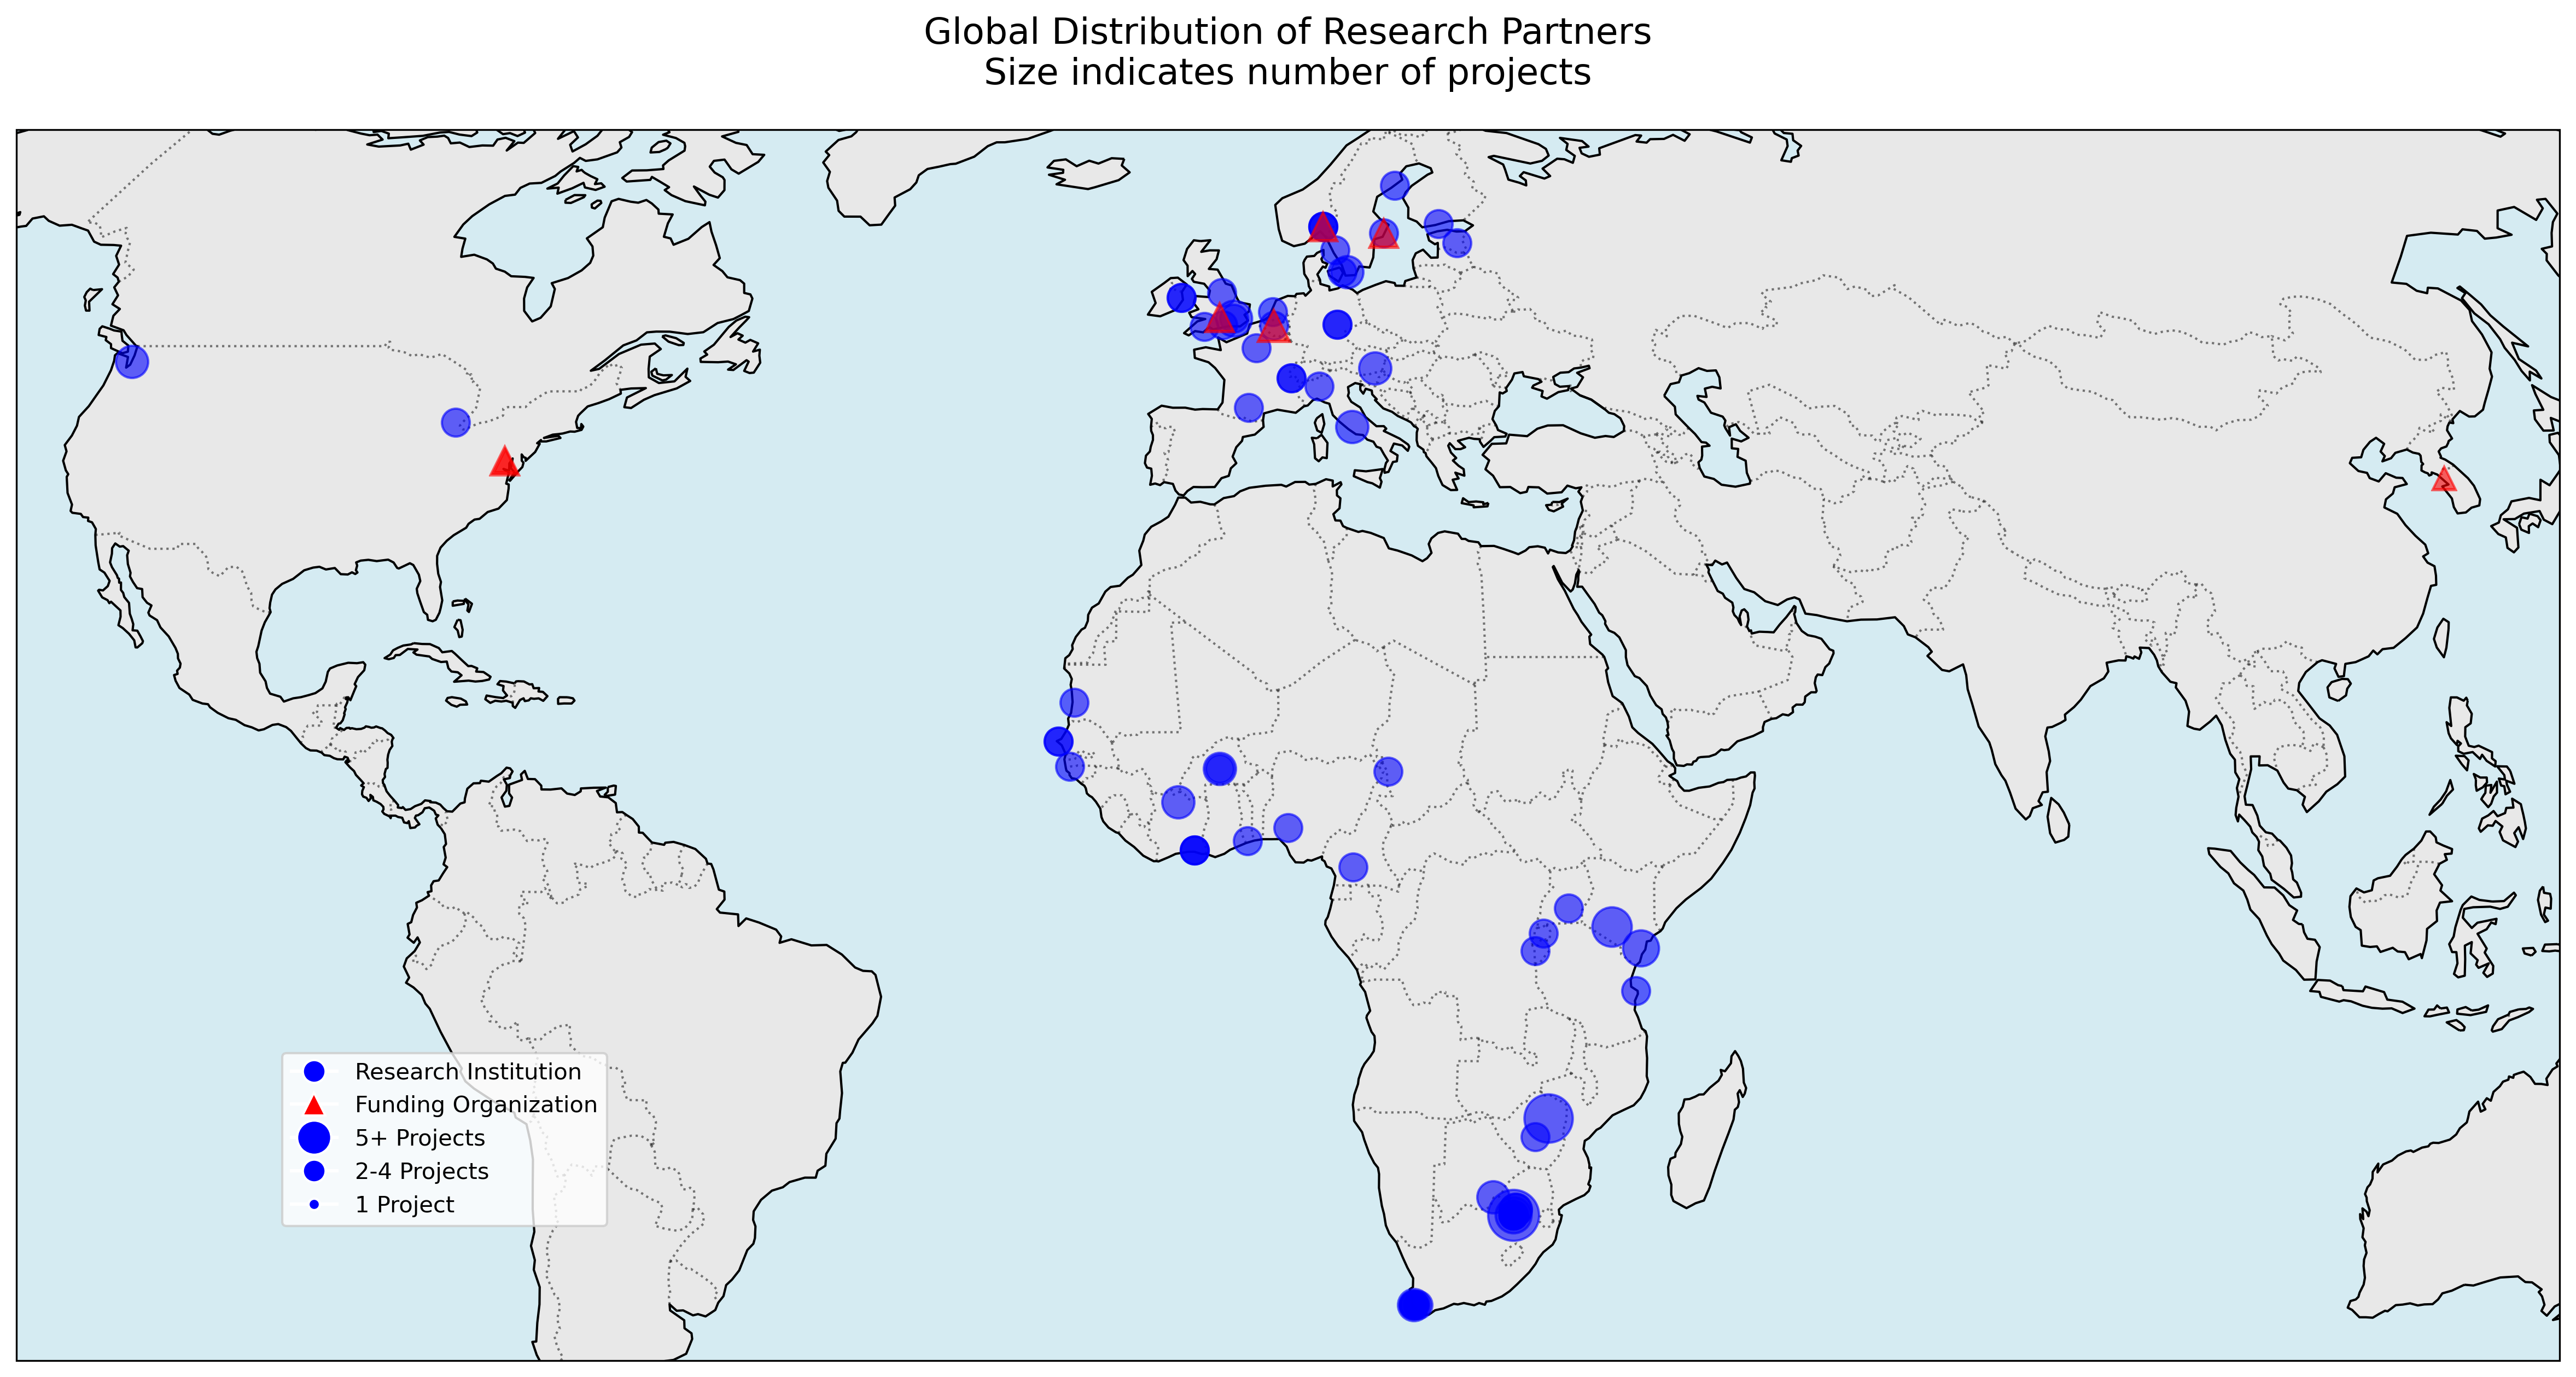 Global Distribution of Research Partners
Size indicates number of projects
Research Institution
Funding Organization
5+ Projects
2-4 Projects
1 Project